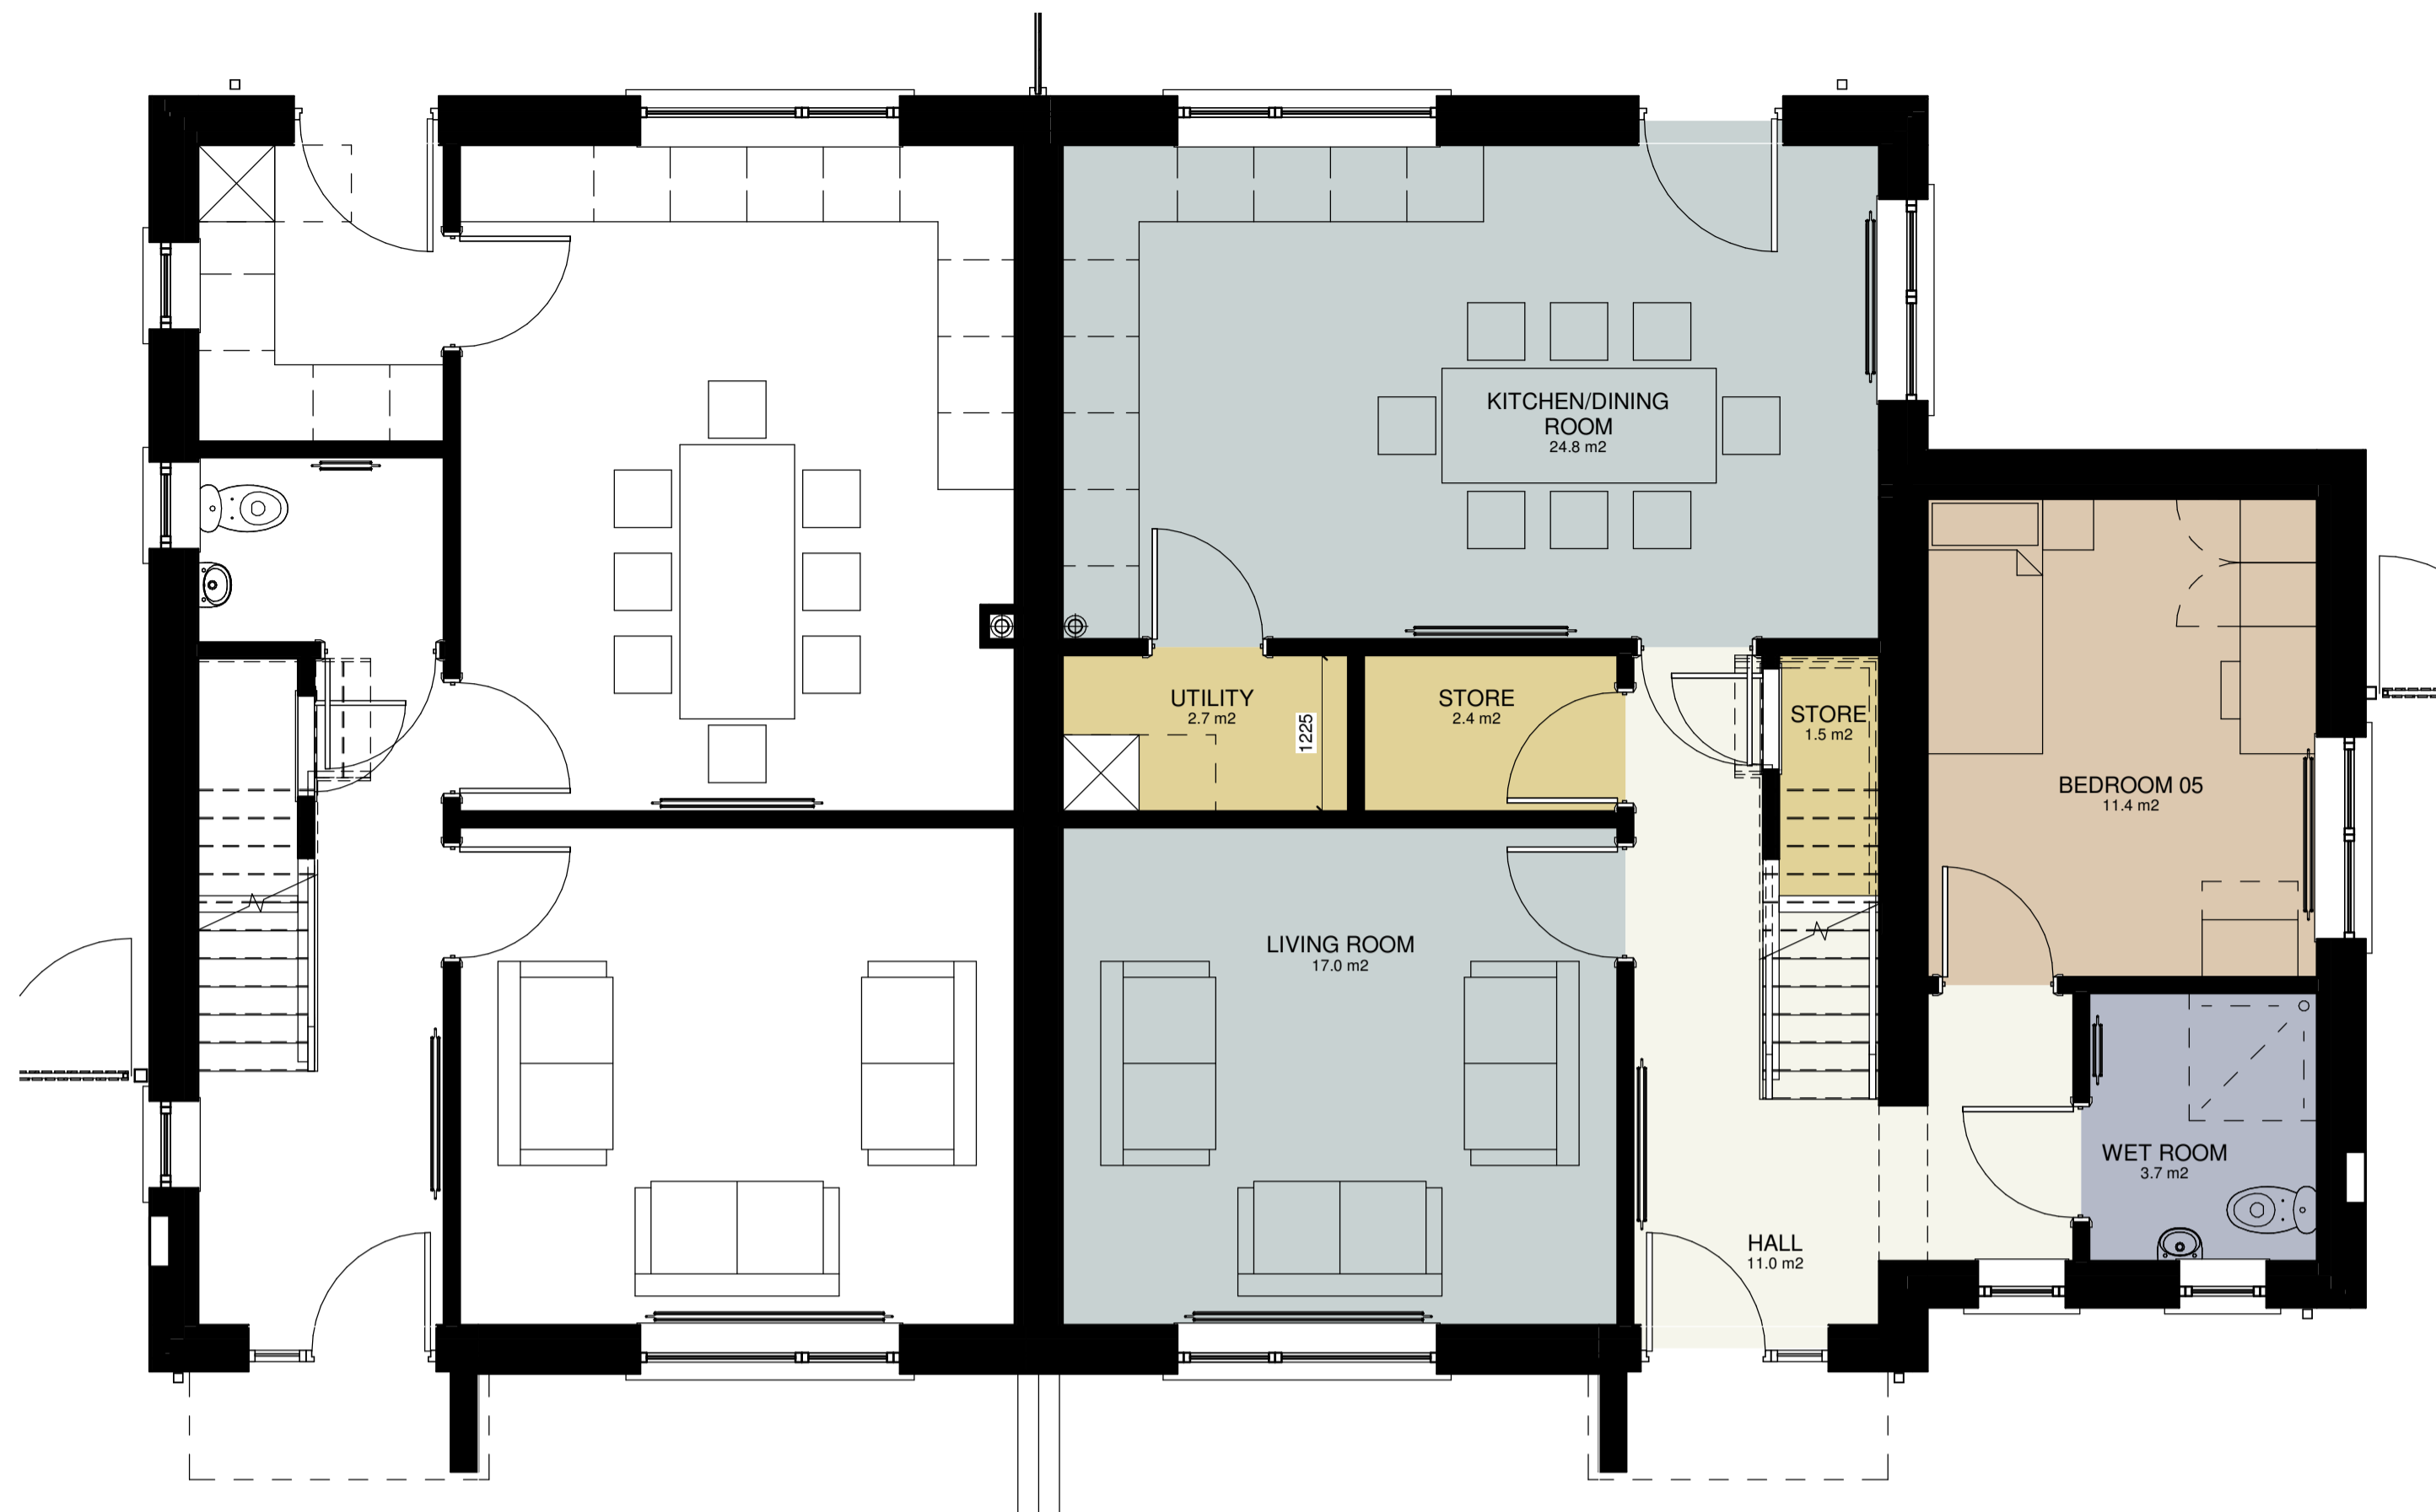 KITCHEN/DINING
ROOM
24.8 m2
UTILITY
2.7 m2
1225
STORE
2.4 m2
STORE
1.5 m2
BEDROOM 05
11.4 m2
LIVING ROOM
17.0 m2
WET ROOM
3.7 m2
HALL
11.0 m2